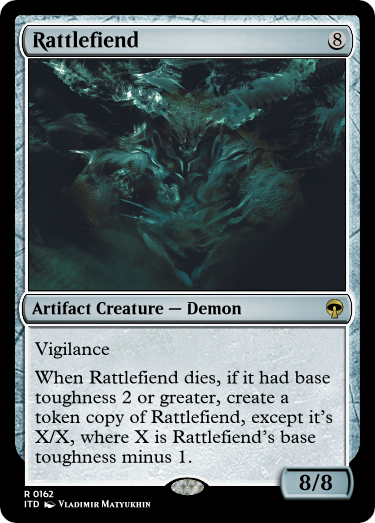 Rattlefiend 8
Artifact Creature — Demon
Vigilance
When Rattlefiend dies, if it had base
toughness 2 or greater, create a
token copy of Rattlefiend, except it's
X/X, where X is Rattlefiend's base
toughness minus 1.
8/8
R 0162
ITD Vladimir Matyukhin